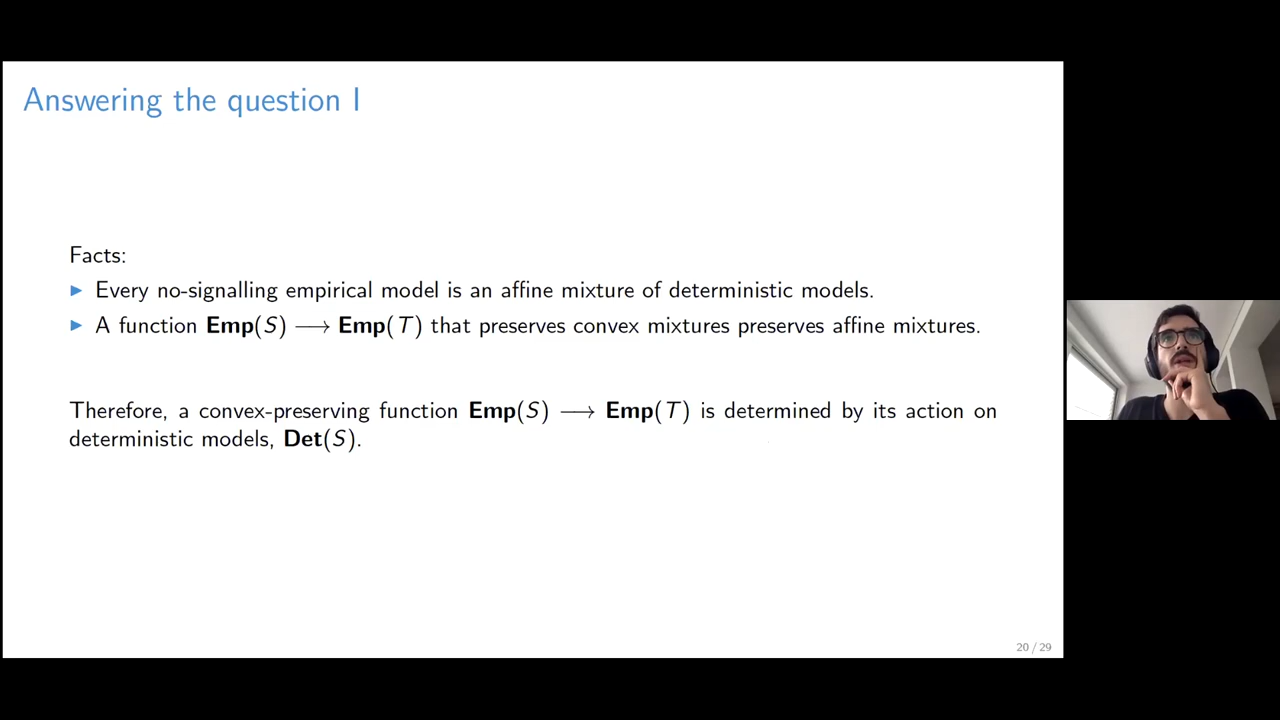 Answering the question I
Facts:
▶ Every no-signalling empirical model is an affine mixture of deterministic models.
▶ A function Emp(S) ⟶ Emp(T) that preserves convex mixtures preserves affine mixtures.
Therefore, a convex-preserving function Emp(S) ⟶ Emp(T) is determined by its action on
deterministic models, Det(S).
20 / 29